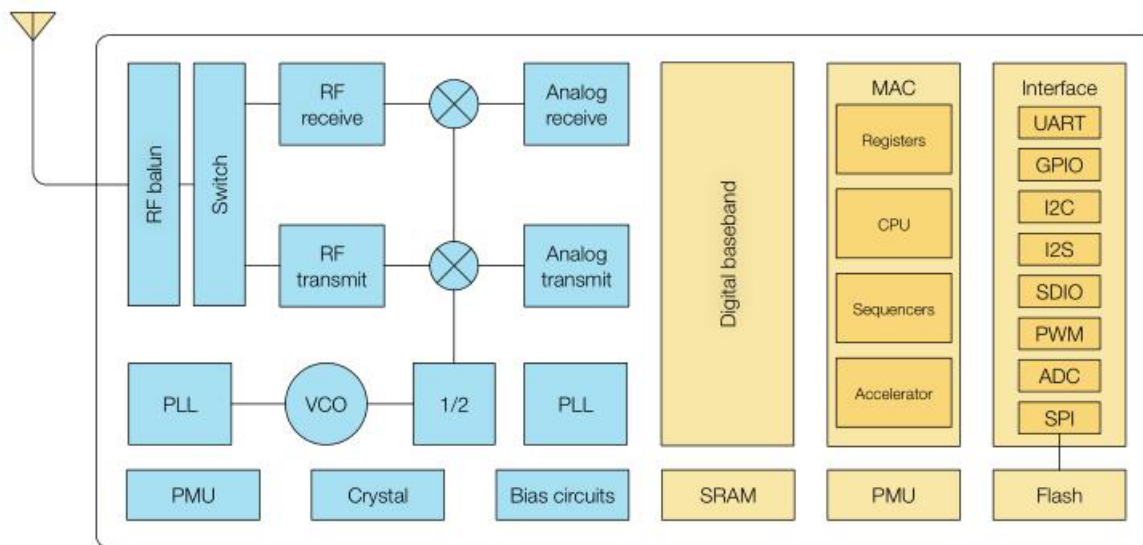 RF balun
Switch
RF
receive
Analog
receive
RF
transmit
Analog
transmit
PLL
VCO
1/2
PLL
PMU
Crystal
Bias circuits
Digital baseband
SRAM
MAC
Registers
CPU
Sequencers
Accelerator
PMU
Interface
UART
GPIO
I2C
I2S
SDIO
PWM
ADC
SPI
Flash